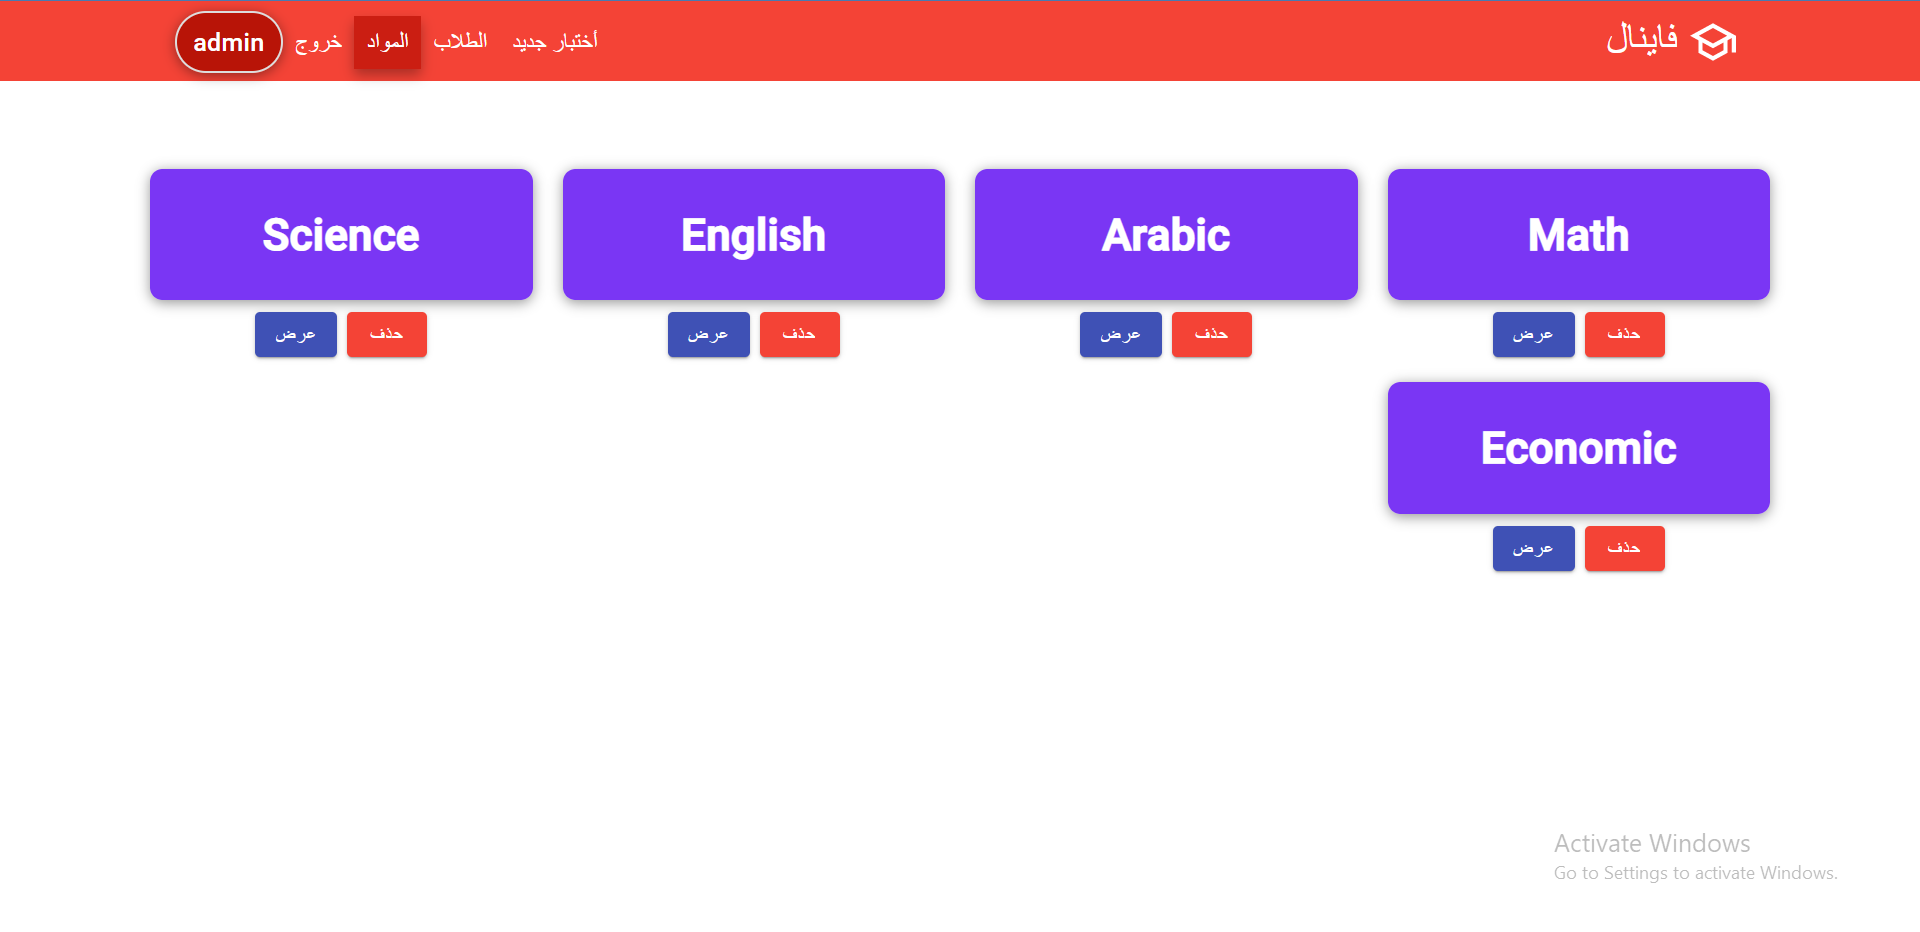 فاينال
أختبار جديد
الطلاب
المواد
خروج
admin
Math
حذف
عرض
Arabic
حذف
عرض
English
حذف
عرض
Science
حذف
عرض
Economic
حذف
عرض
Activate Windows
Go to Settings to activate Windows.